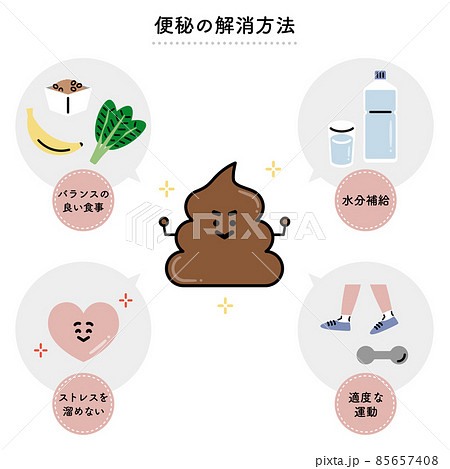 便秘の解消方法
バランスの
良い食事
水分補給
PIXTA
ストレスを
溜めない
適度な
運動
pixta.jp - 85657408